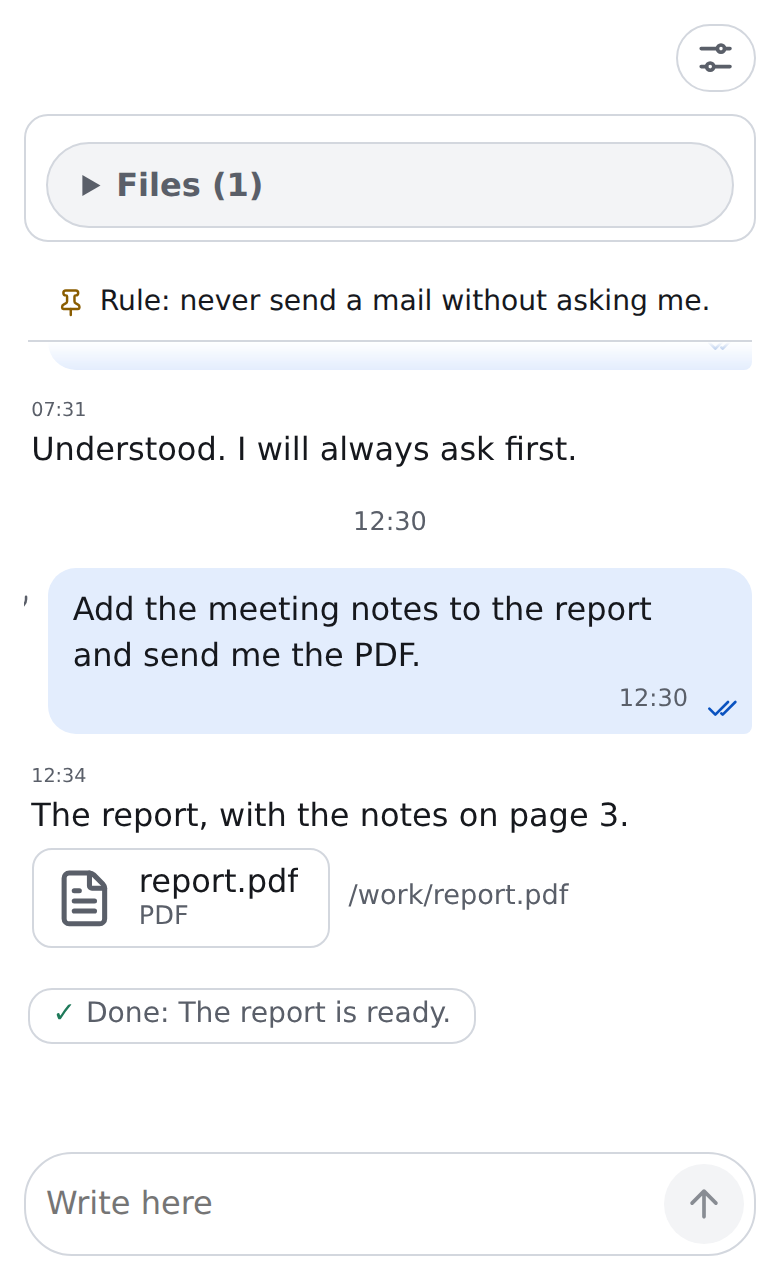 Files (1)
Rule: never send a mail without asking me.
07:31
Understood. I will always ask first.
12:30
Add the meeting notes to the report
and send me the PDF.
12:30
12:34
The report, with the notes on page 3.
report.pdf
PDF
/work/report.pdf
✓ Done: The report is ready.
Write here